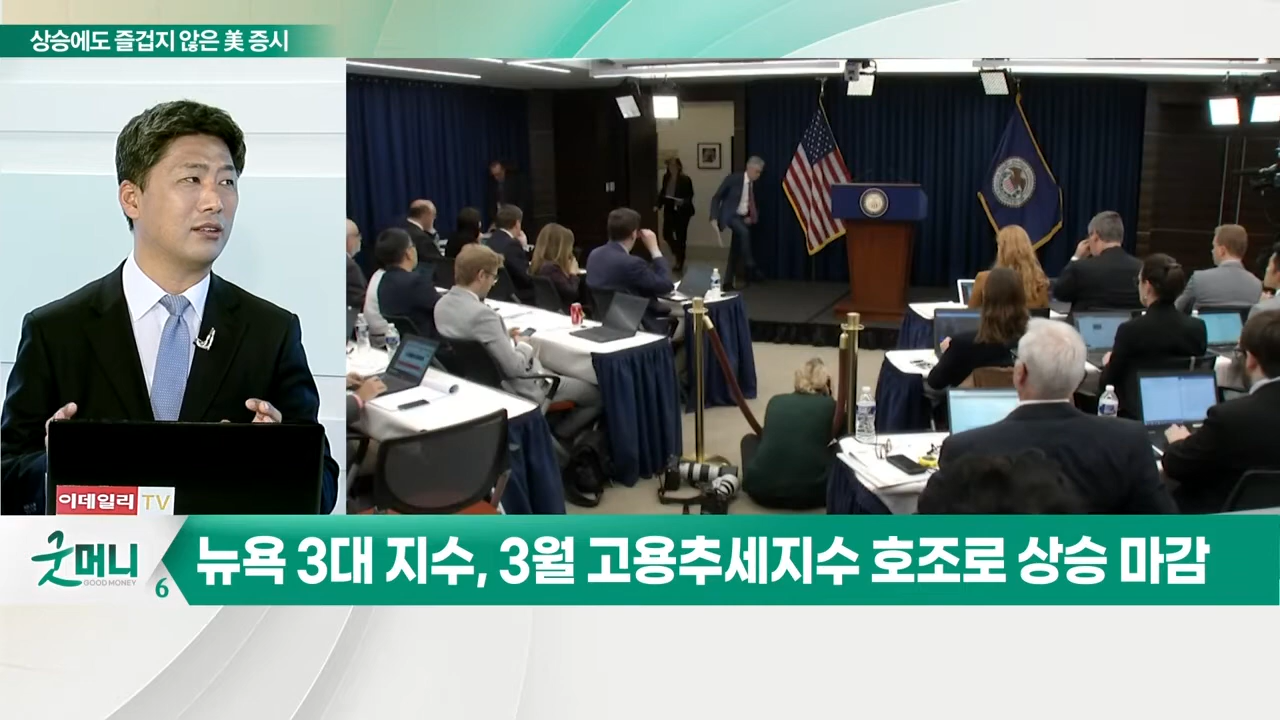 상승에도 즐겁지 않은 美 증시
이데일리 TV
굿머니
GOOD MONEY
6
뉴욕 3대 지수, 3월 고용추세지수 호조로 상승 마감